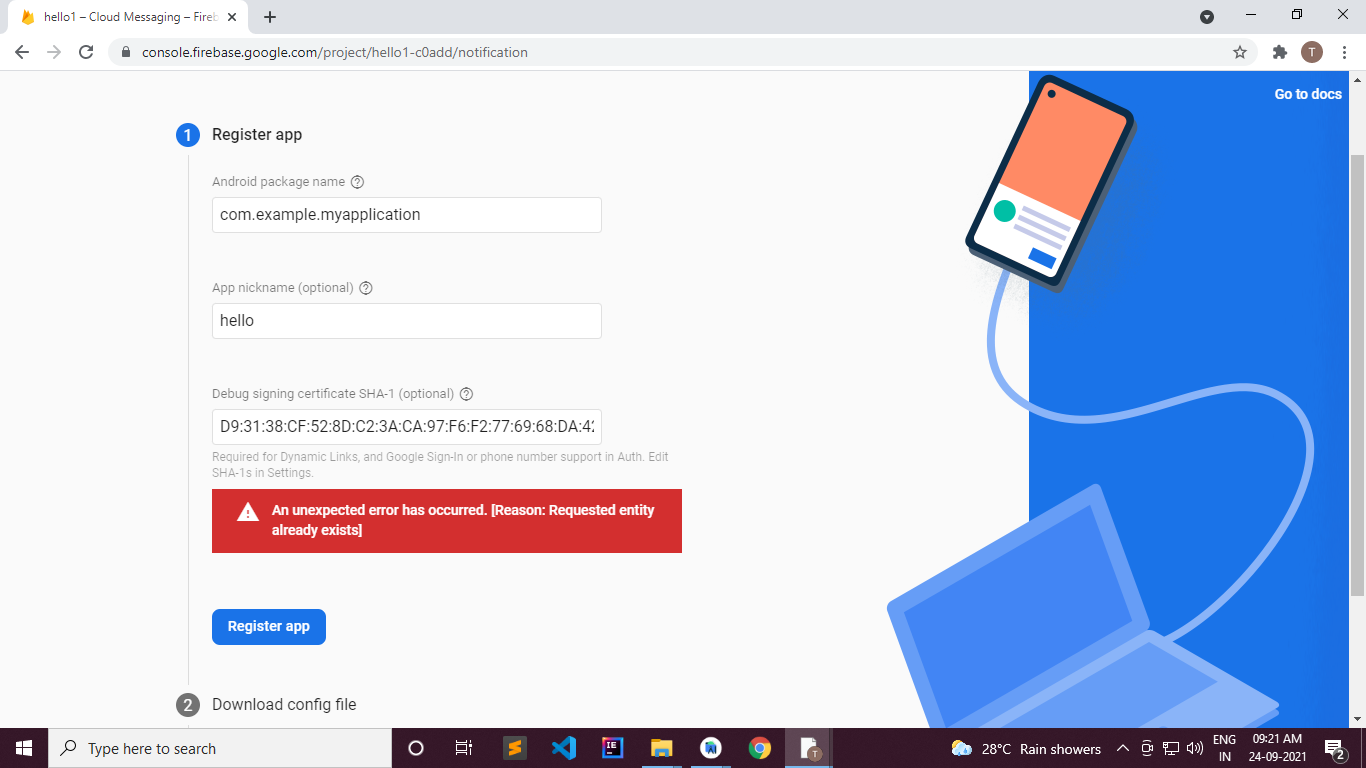 hello1 – Cloud Messaging – Fireb
console.firebase.google.com/project/hello1-c0add/notification
T
Go to docs
1 Register app
Android package name ?
com.example.myapplication
App nickname (optional) ?
hello
Debug signing certificate SHA-1 (optional) ?
D9:31:38:CF:52:8D:C2:3A:CA:97:F6:F2:77:69:68:DA:42
Required for Dynamic Links, and Google Sign-In or phone number support in Auth. Edit
SHA-1s in Settings.
An unexpected error has occurred. [Reason: Requested entity
already exists]
Register app
2 Download config file
Type here to search
28°C Rain showers
ENG
IN
09:21 AM
24-09-2021
2